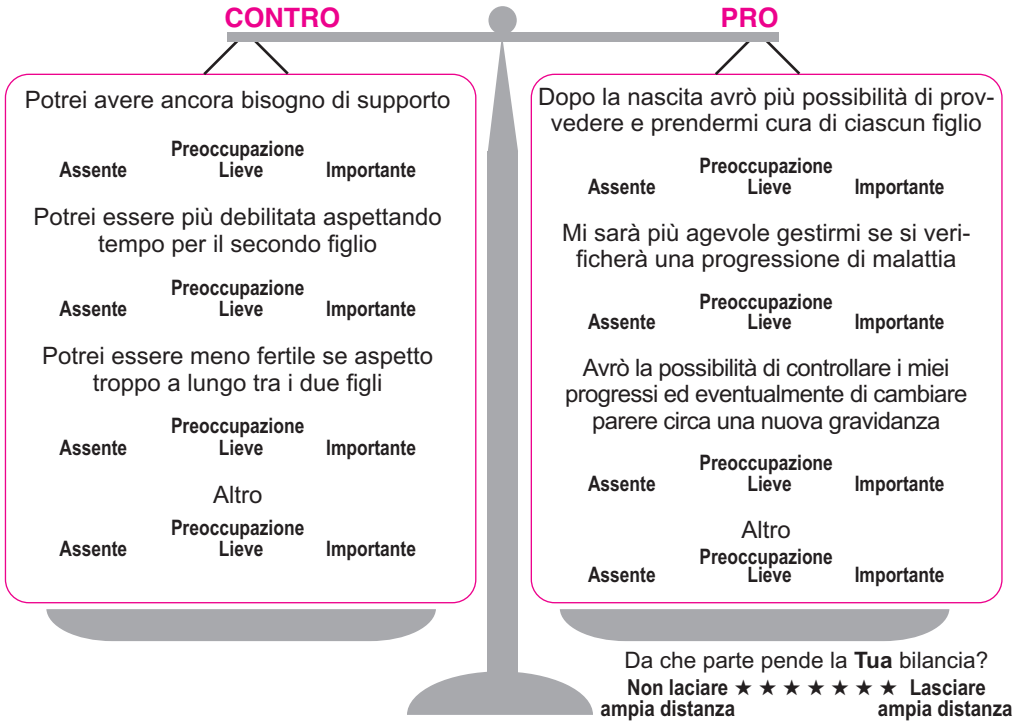 CONTRO
Potrei avere ancora bisogno di supporto
Preoccupazione
Assente Lieve Importante
Potrei essere più debilitata aspettando
tempo per il secondo figlio
Preoccupazione
Assente Lieve Importante
Potrei essere meno fertile se aspetto
troppo a lungo tra i due figli
Preoccupazione
Assente Lieve Importante
Altro
Preoccupazione
Assente Lieve Importante
PRO
Dopo la nascita avrò più possibilità di prov-
vedere e prendermi cura di ciascun figlio
Preoccupazione
Assente Lieve Importante
Mi sarà più agevole gestirmi se si veri-
ficherà una progressione di malattia
Preoccupazione
Assente Lieve Importante
Avrò la possibilità di controllare i miei
progressi ed eventualmente di cambiare
parere circa una nuova gravidanza
Preoccupazione
Assente Lieve Importante
Altro
Preoccupazione
Assente Lieve Importante
Da che parte pende la Tua bilancia?
Non laciare ★ ★ ★ ★ ★ ★ ★ Lasciare
ampia distanza ampia distanza